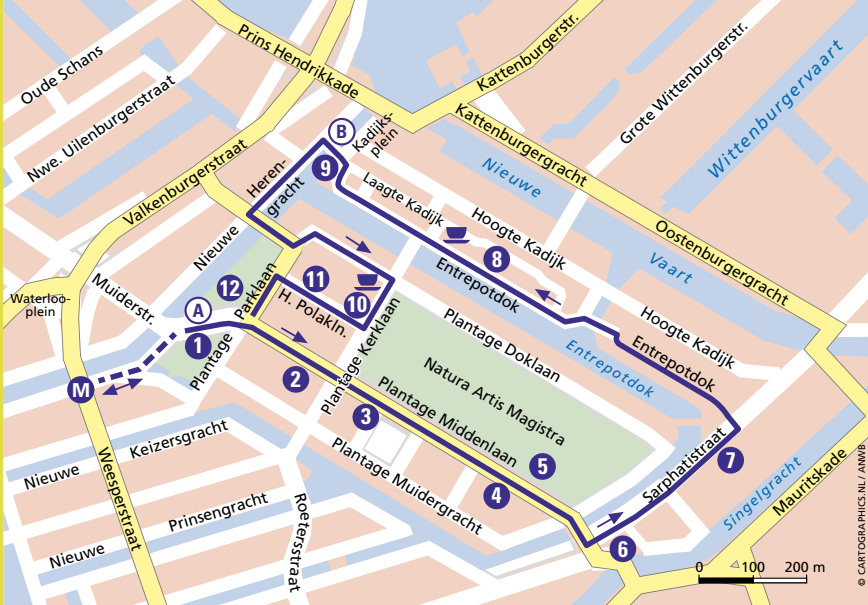 Prins Hendrikkade
Kattenburgerstr.
Oude Schans
Nwe. Uilenburgerstraat
Valkenburgerstraat
B
Kadijks-
plein
9
Kattenburgergracht
Grote Wittenburgerstr.
Wittenburgervaart
Nieuwe
Vaart
Oostenburgergracht
Heren-
gracht
Nieuwe
Laagte Kadijk
Hoogte Kadijk
8
Entrepotdok
Hoogte Kadijk
Entrepotdok
Entrepotdok
Waterloo-
plein
Muiderstr.
A
1
12
Parklaan
Plantage
11
10
H. Polakln.
Plantage Kerklaan
Plantage Doklaan
Natura Artis Magistra
Plantage Middenlaan
2
3
4
5
M
Keizersgracht
Nieuwe
Prinsengracht
Nieuwe
Weesperstraat
Roetersstraat
Plantage Muidergracht
Sarphatistraat
7
6
Singelgracht
Mauritskade
0 100 200 m
© CARTOGRAPHICS.NL / ANWB